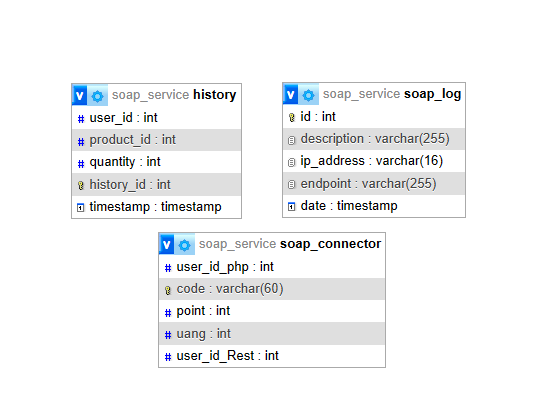 V soap_service history
# user_id : int
# product_id : int
# quantity : int
history_id : int
timestamp : timestamp
V soap_service soap_log
id : int
description : varchar(255)
ip_address : varchar(16)
endpoint : varchar(255)
date : timestamp
V soap_service soap_connector
# user_id_php : int
code : varchar(60)
# point : int
# uang : int
# user_id_Rest : int